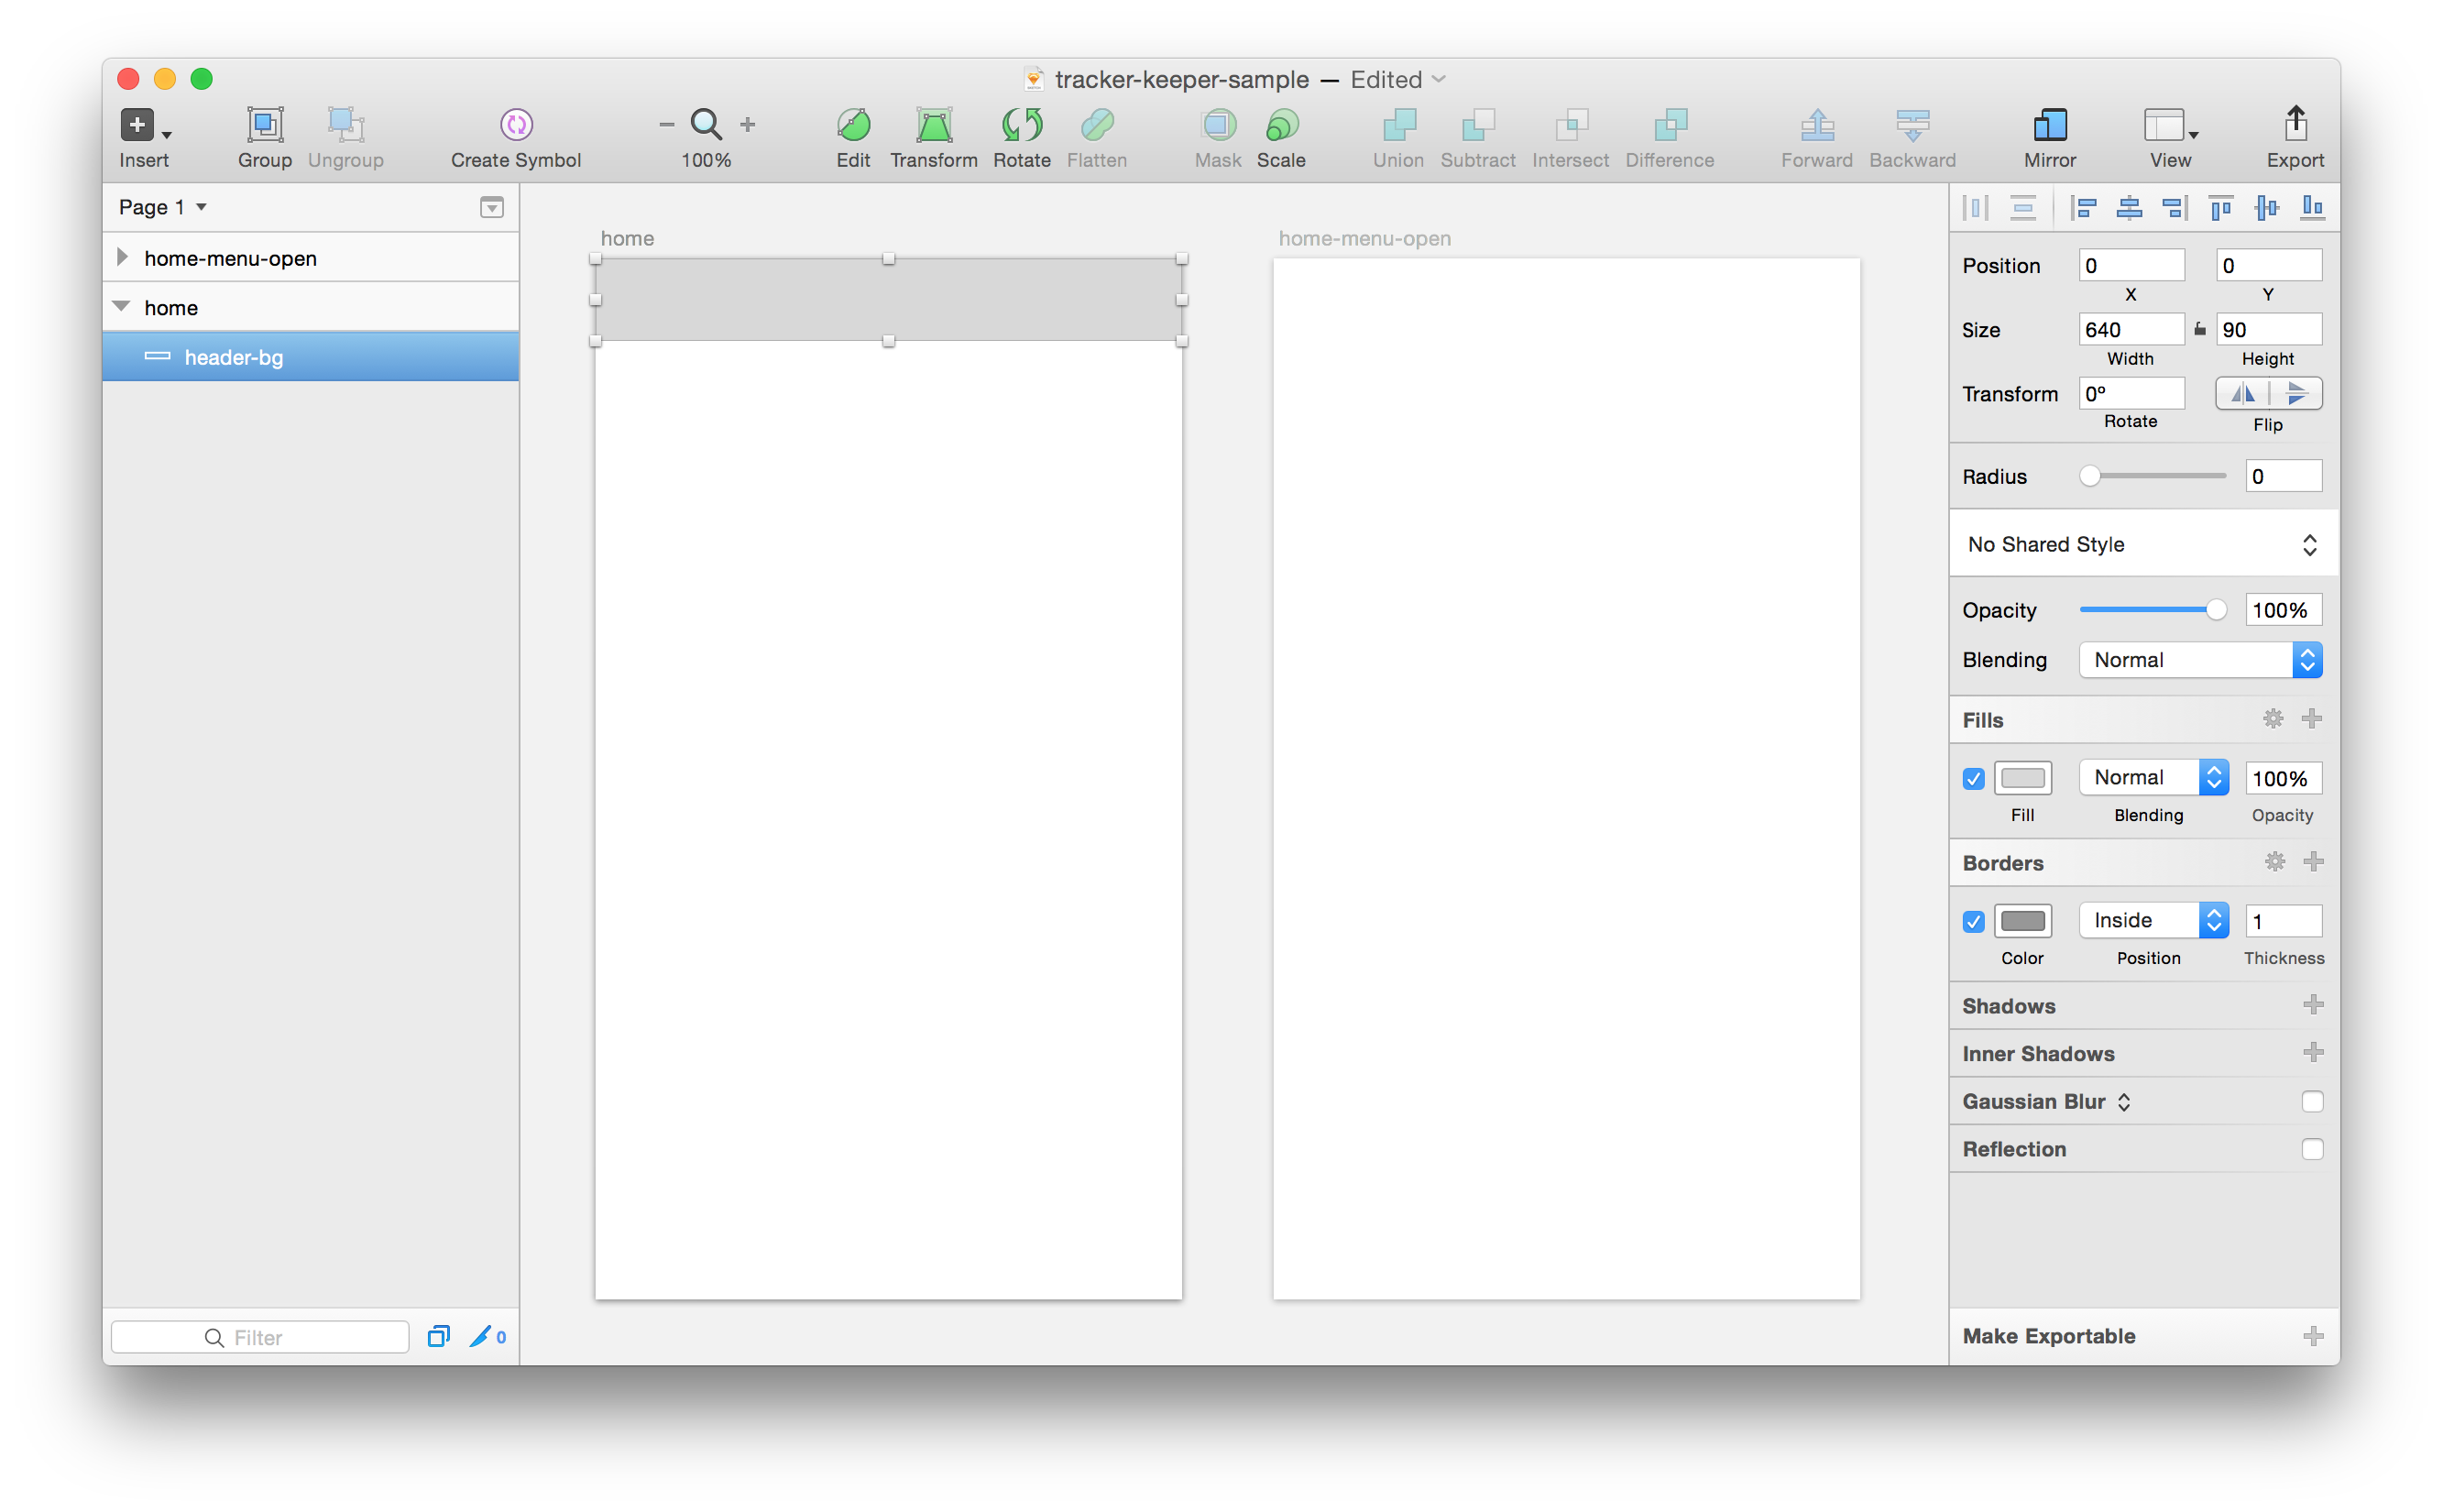 tracker-keeper-sample — Edited
Insert Group Ungroup Create Symbol 100% Edit Transform Rotate Flatten Mask Scale Union Subtract Intersect Difference Forward Backward Mirror View Export
Page 1
home-menu-open
home
header-bg
Filter
0
home
home-menu-open
Position 0 0
X Y
Size 640 90
Width Height
Transform 0º
Rotate Flip
Radius 0
No Shared Style
Opacity 100%
Blending Normal
Fills
Normal 100%
Fill Blending Opacity
Borders
Inside 1
Color Position Thickness
Shadows
Inner Shadows
Gaussian Blur
Reflection
Make Exportable